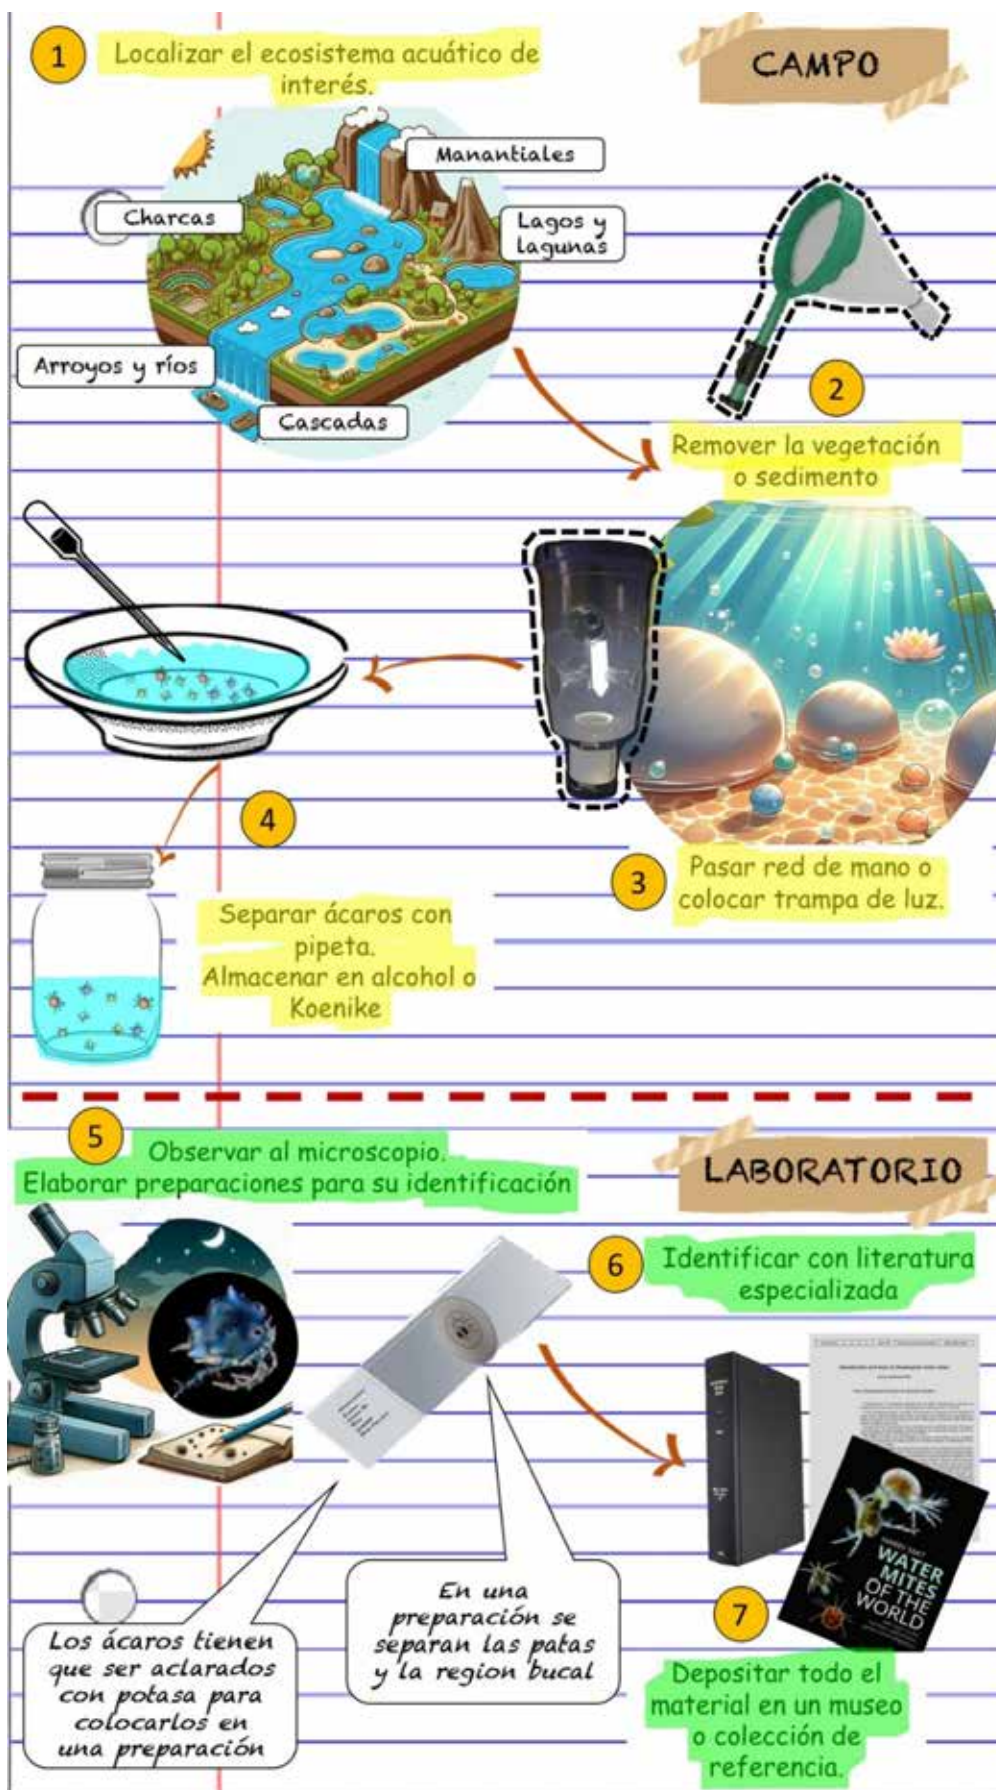 1
Localizar el ecosistema acuático de
interés.
CAMPO
Manantiales
Charcas
Lagos y
lagunas
Arroyos y ríos
Cascadas
2
Remover la vegetación
o sedimento
3
Pasar red de mano o
colocar trampa de luz.
4
Separar ácaros con
pipeta.
Almacenar en alcohol o
Koenike
5
Observar al microscopio.
Elaborar preparaciones para su identificación
LABORATORIO
6
Identificar con literatura
especializada
WATER
MITES
OF THE
WORLD
En una
preparación se
separan las patas
y la region bucal
Los ácaros tienen
que ser aclarados
con potasa para
colocarlos en
una preparación
7
Depositar todo el
material en un museo
o colección de
referencia.